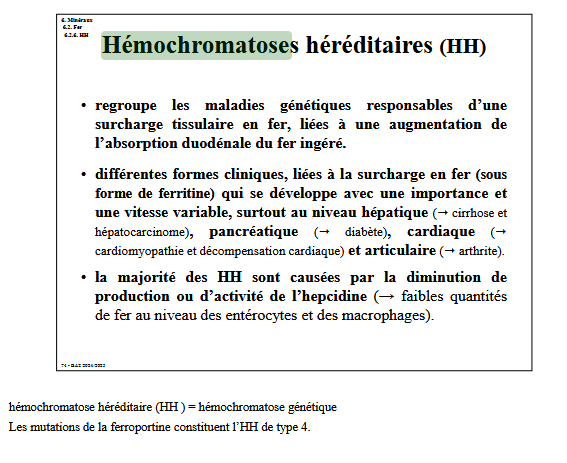 6. Minéraux
6.2. Fer
6.2.6. HH
Hémochromatoses héréditaires (HH)
• regroupe les maladies génétiques responsables d’une
surcharge tissulaire en fer, liées à une augmentation de
l’absorption duodénale du fer ingéré.
• différentes formes cliniques, liées à la surcharge en fer (sous
forme de ferritine) qui se développe avec une importance et
une vitesse variable, surtout au niveau hépatique (→ cirrhose et
hépatocarcinome), pancréatique (→ diabète), cardiaque (→
cardiomyopathie et décompensation cardiaque) et articulaire (→ arthrite).
• la majorité des HH sont causées par la diminution de
production ou d’activité de l’hepcidine (→ faibles quantités
de fer au niveau des entérocytes et des macrophages).
74 - BAZ 2024/2025
hémochromatose héréditaire (HH ) = hémochromatose génétique
Les mutations de la ferroportine constituent l’HH de type 4.